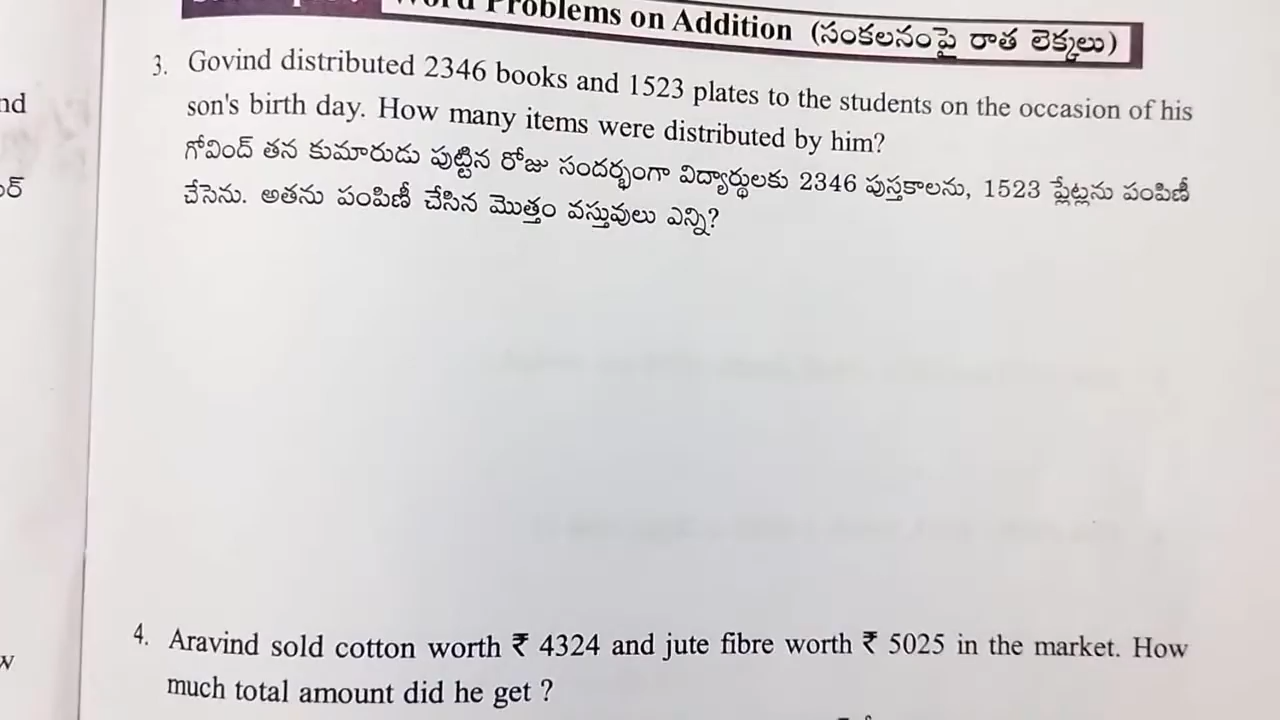 Word Problems on Addition (సంకలనంపై రాత లెక్కలు)
3. Govind distributed 2346 books and 1523 plates to the students on the occasion of his
son's birth day. How many items were distributed by him?
గోవింద్ తన కుమారుడు పుట్టిన రోజు సందర్భంగా విద్యార్థులకు 2346 పుస్తకాలను, 1523 ప్లేట్లను పంపిణీ
చేసెను. అతను పంపిణీ చేసిన మొత్తం వస్తువులు ఎన్ని?
4. Aravind sold cotton worth ₹ 4324 and jute fibre worth ₹ 5025 in the market. How
much total amount did he get ?